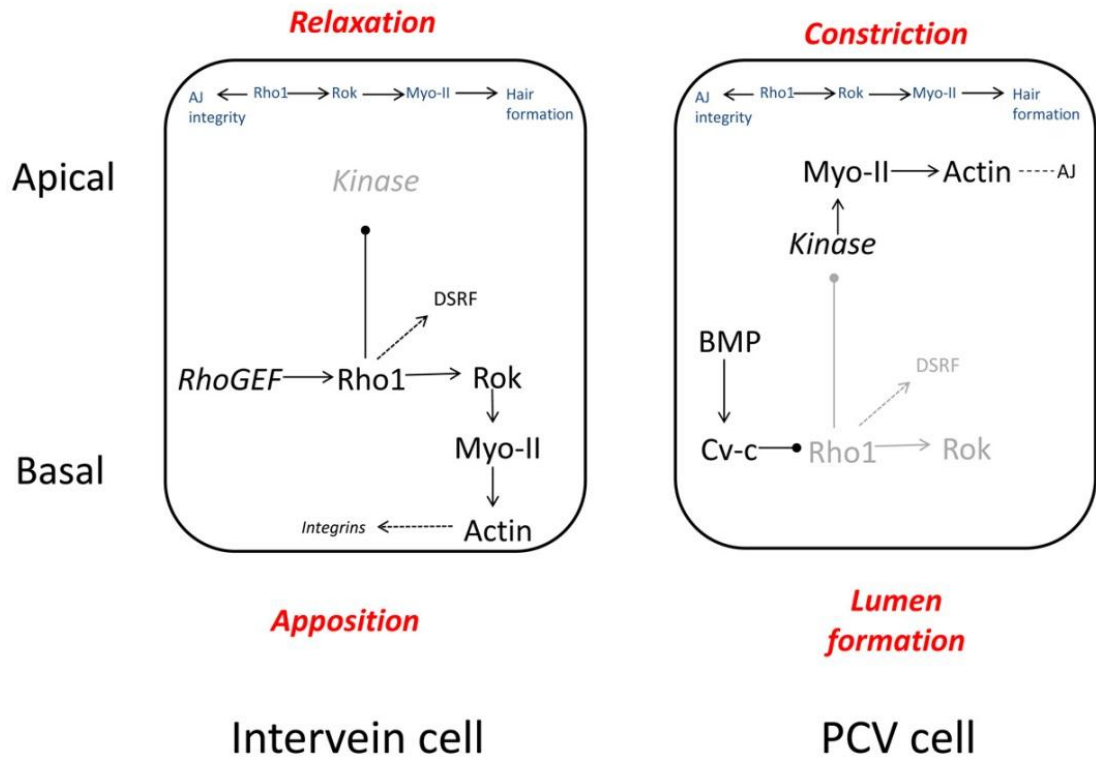 Relaxation
Constriction
AJ integrity
Rho1
Rok
Myo-II
Hair formation
AJ integrity
Rho1
Rok
Myo-II
Hair formation
Apical
Kinase
Myo-II
Actin
AJ
Kinase
DSRF
RhoGEF
Rho1
Rok
BMP
DSRF
Myo-II
Cv-c
Rho1
Rok
Basal
Integrins
Actin
Apposition
Lumen
formation
Intervein cell
PCV cell